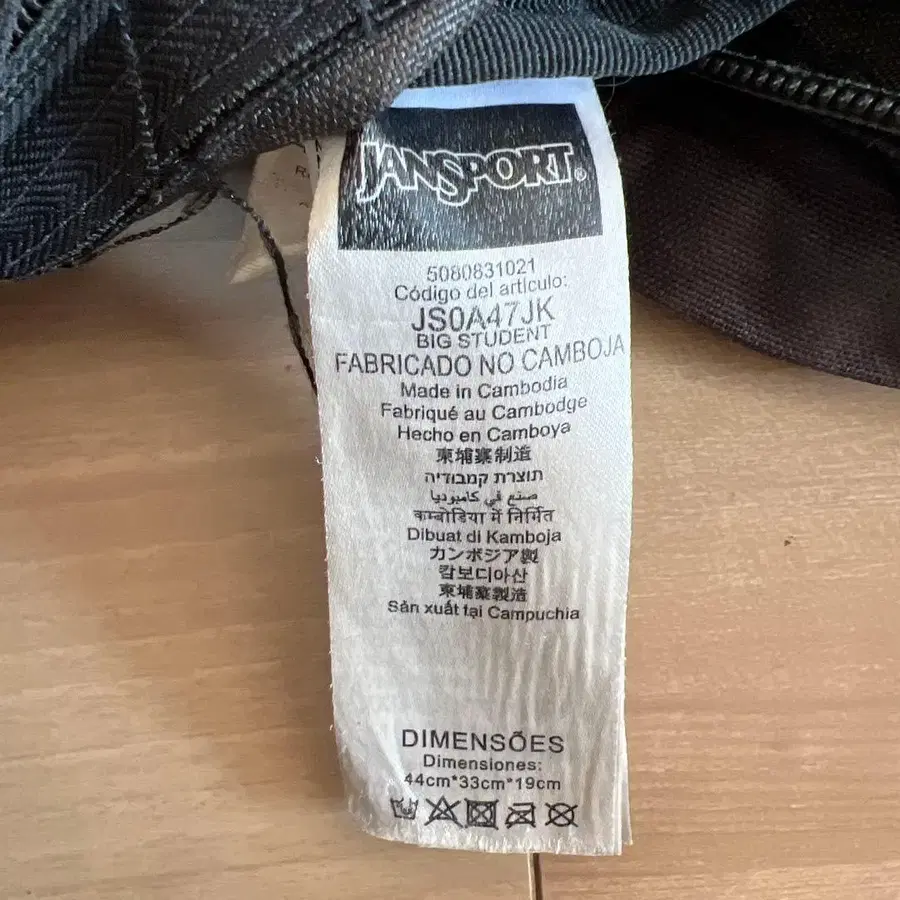 JANSPORT®
5080831021
Código del artículo:
JS0A47JK
BIG STUDENT
FABRICADO NO CAMBOJA
Made in Cambodia
Fabriqué au Cambodge
Hecho en Camboya
柬埔寨制造
תוצרת קמבודיה
صنع في كامبوديا
कम्बोडिया में निर्मित
Dibuat di Kamboja
カンボジア製
캄보디아산
柬埔寨製造
Sản xuất tại Campuchia
DIMENSÕES
Dimensiones:
44cm*33cm*19cm